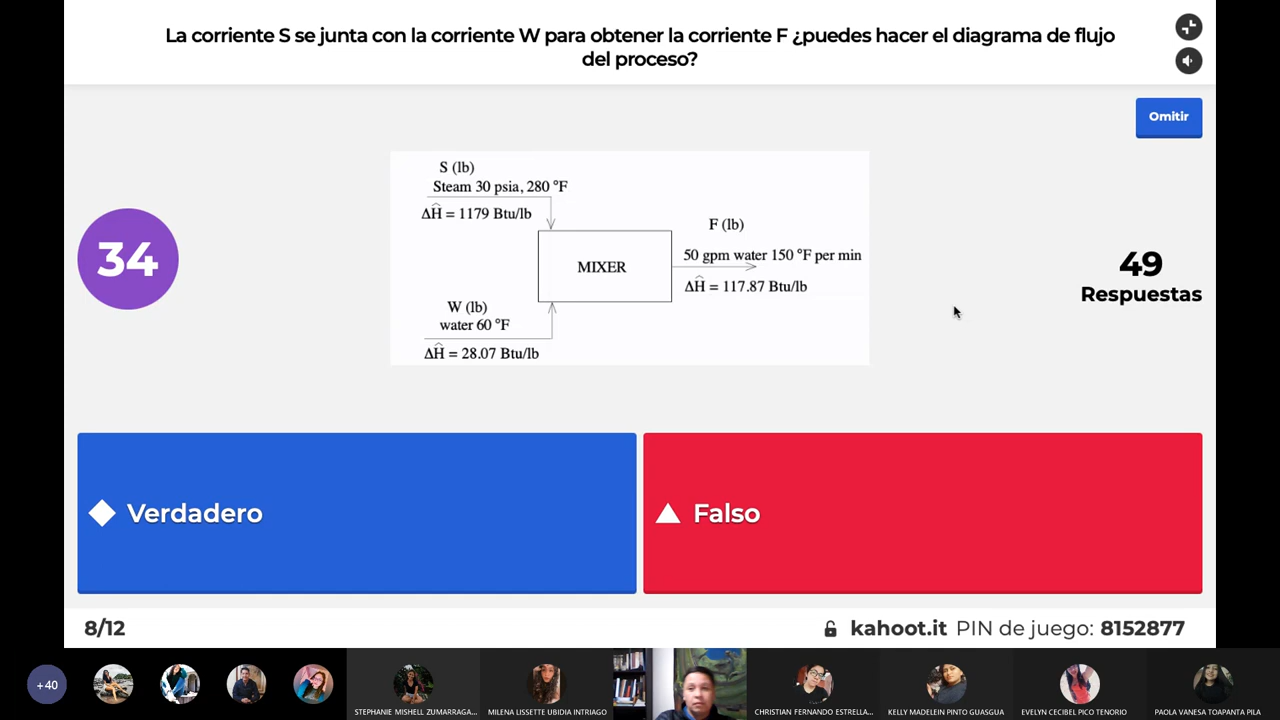 La corriente S se junta con la corriente W para obtener la corriente F ¿puedes hacer el diagrama de flujo
del proceso?
Omitir
34
S (lb)
Steam 30 psia, 280 °F
ΔĤ = 1179 Btu/lb
MIXER
F (lb)
50 gpm water 150 °F per min
ΔĤ = 117.87 Btu/lb
W (lb)
water 60 °F
ΔĤ = 28.07 Btu/lb
49
Respuestas
Verdadero
Falso
8/12
kahoot.it PIN de juego: 8152877
+40
STEPHANIE MISHELL ZUMARRAGA...
MILENA LISSETTE UBIDIA INTRIAGO
CHRISTIAN FERNANDO ESTRELLA...
KELLY MADELEIN PINTO GUASGUA
EVELYN CECIBEL PICO TENORIO
PAOLA VANESA TOAPANTA PILA